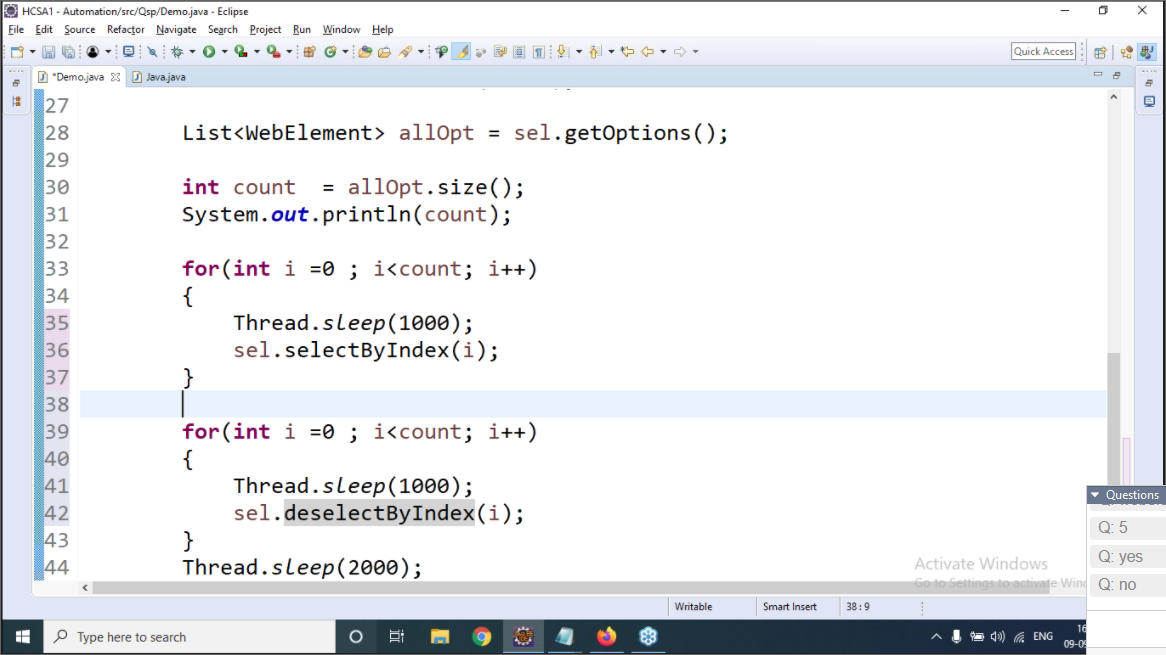 HCSA1 - Automation/src/Qsp/Demo.java - Eclipse
File Edit Source Refactor Navigate Search Project Run Window Help
Quick Access
*Demo.java Java.java
27
28 List<WebElement> allOpt = sel.getOptions();
29
30 int count = allOpt.size();
31 System.out.println(count);
32
33 for(int i =0 ; i<count; i++)
34 {
35 Thread.sleep(1000);
36 sel.selectByIndex(i);
37 }
38
39 for(int i =0 ; i<count; i++)
40 {
41 Thread.sleep(1000);
42 sel.deselectByIndex(i);
43 }
44 Thread.sleep(2000);
Questions
Q: 5
Q: yes
Q: no
Activate Windows
Go to Settings to activate Win
Writable Smart Insert 38 : 9
Type here to search
ENG
16
09-09